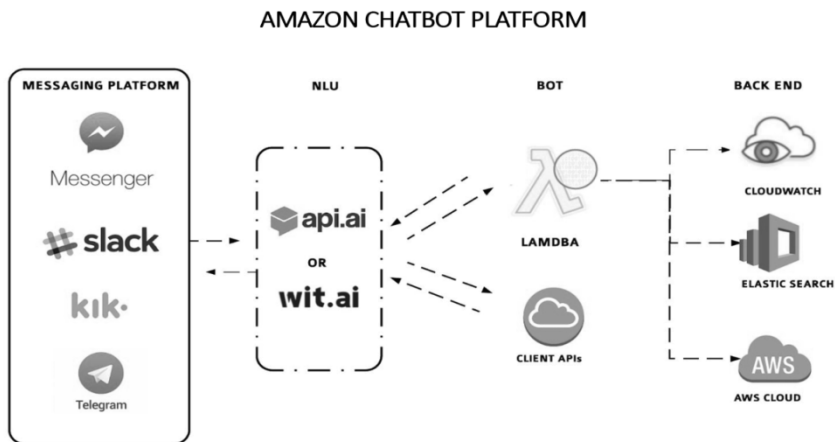 AMAZON CHATBOT PLATFORM
MESSAGING PLATFORM
NLU
BOT
BACK END
Messenger
slack
kik
Telegram
api.ai
OR
wit.ai
LAMDBA
CLIENT APIs
CLOUDWATCH
ELASTIC SEARCH
AWS
AWS CLOUD